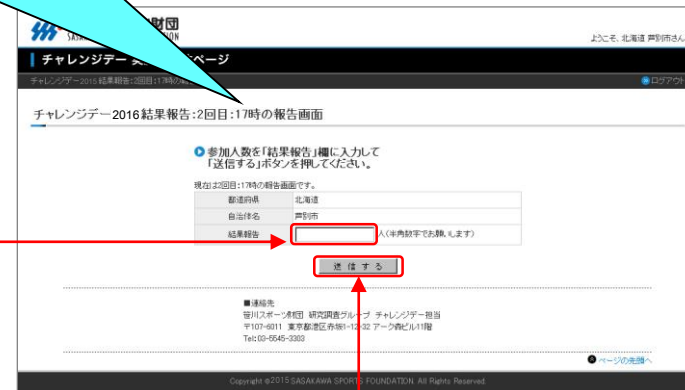 財団
SASA
ION
ようこそ、北海道 芦別市さん
チャレンジデー 実
ページ
チャレンジデー2015 結果報告:2回目:17時の
ログアウト
チャレンジデー2016結果報告:2回目:17時の報告画面
参加人数を「結果報告」欄に入力して
「送信する」ボタンを押してください。
現在は2回目:17時の報告画面です。
都道府県 北海道
自治体名 芦別市
結果報告 人(半角数字でお願いします)
送信する
■連絡先
笹川スポーツ財団 研究調査グループ チャレンジデー担当
〒107-6011 東京都港区赤坂1-12-32 アーク森ビル11階
Tel:03-5545-3303
ページの先頭へ
Copyright ©2015 SASAKAWA SPORTS FOUNDATION. All Rights Reserved.